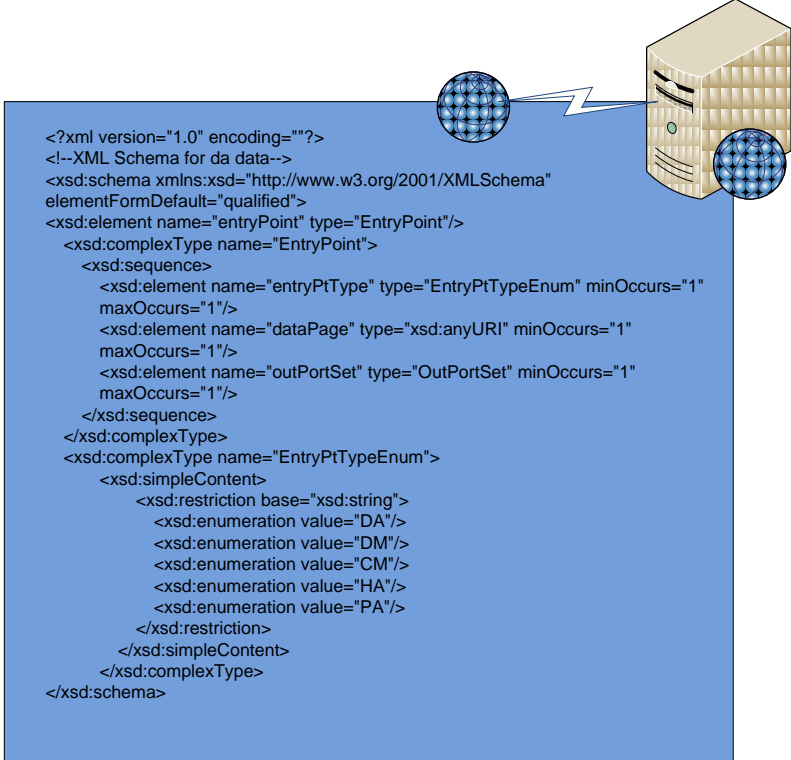 <?xml version="1.0" encoding=""?>
<!--XML Schema for da data-->
<xsd:schema xmlns:xsd="http://www.w3.org/2001/XMLSchema"
elementFormDefault="qualified">
<xsd:element name="entryPoint" type="EntryPoint"/>
<xsd:complexType name="EntryPoint">
<xsd:sequence>
<xsd:element name="entryPtType" type="EntryPtTypeEnum" minOccurs="1"
maxOccurs="1"/>
<xsd:element name="dataPage" type="xsd:anyURI" minOccurs="1"
maxOccurs="1"/>
<xsd:element name="outPortSet" type="OutPortSet" minOccurs="1"
maxOccurs="1"/>
</xsd:sequence>
</xsd:complexType>
<xsd:complexType name="EntryPtTypeEnum">
<xsd:simpleContent>
<xsd:restriction base="xsd:string">
<xsd:enumeration value="DA"/>
<xsd:enumeration value="DM"/>
<xsd:enumeration value="CM"/>
<xsd:enumeration value="HA"/>
<xsd:enumeration value="PA"/>
</xsd:restriction>
</xsd:simpleContent>
</xsd:complexType>
</xsd:schema>